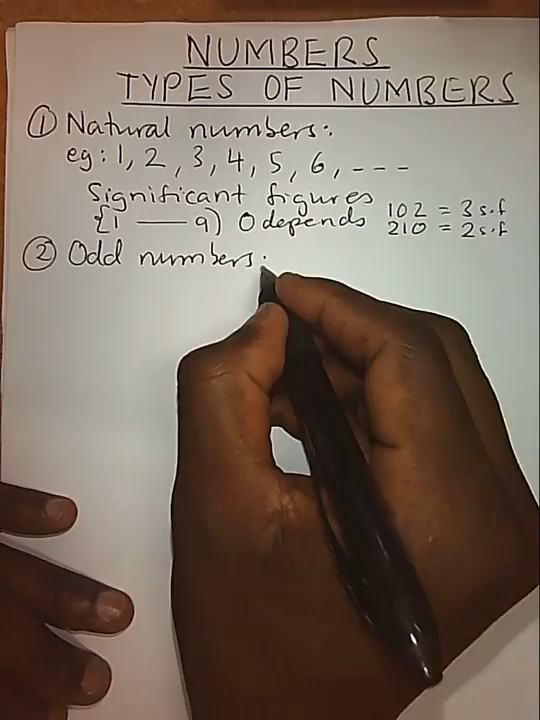 NUMBERS
TYPES OF NUMBERS
① Natural numbers:
eg: 1, 2, 3, 4, 5, 6, - - -
Significant figures
{1 — 9) 0 depends 102 = 3 s.f
210 = 2 s.f
② Odd numbers: